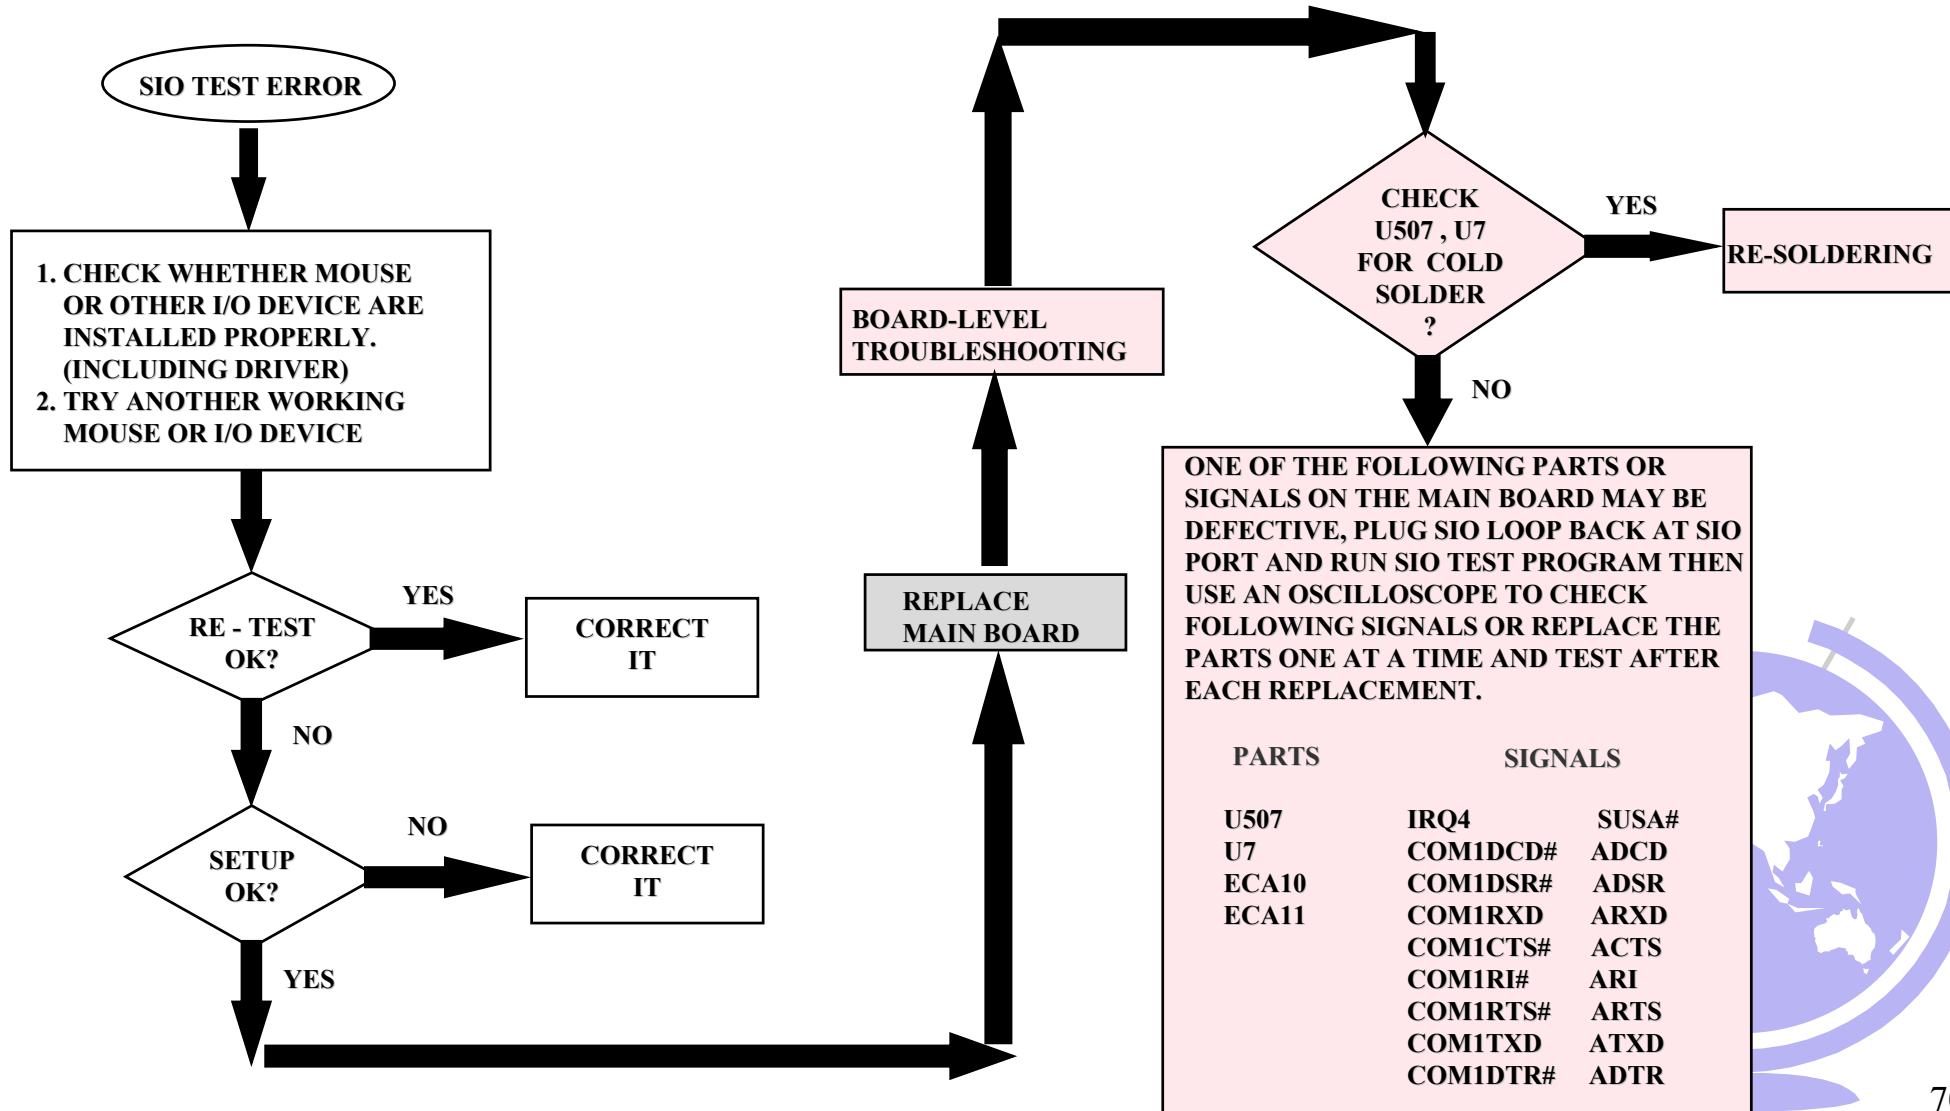 SIO TEST ERROR
1. CHECK WHETHER MOUSE
OR OTHER I/O DEVICE ARE
INSTALLED PROPERLY.
(INCLUDING DRIVER)
2. TRY ANOTHER WORKING
MOUSE OR I/O DEVICE
RE - TEST
OK?
YES
CORRECT
IT
NO
SETUP
OK?
NO
CORRECT
IT
YES
REPLACE
MAIN BOARD
BOARD-LEVEL
TROUBLESHOOTING
CHECK
U507 , U7
FOR COLD
SOLDER
?
YES
RE-SOLDERING
NO
ONE OF THE FOLLOWING PARTS OR
SIGNALS ON THE MAIN BOARD MAY BE
DEFECTIVE, PLUG SIO LOOP BACK AT SIO
PORT AND RUN SIO TEST PROGRAM THEN
USE AN OSCILLOSCOPE TO CHECK
FOLLOWING SIGNALS OR REPLACE THE
PARTS ONE AT A TIME AND TEST AFTER
EACH REPLACEMENT.
PARTS SIGNALS
U507 IRQ4 SUSA#
U7 COM1DCD# ADCD
ECA10 COM1DSR# ADSR
ECA11 COM1RXD ARXD
COM1CTS# ACTS
COM1RI# ARI
COM1RTS# ARTS
COM1TXD ATXD
COM1DTR# ADTR